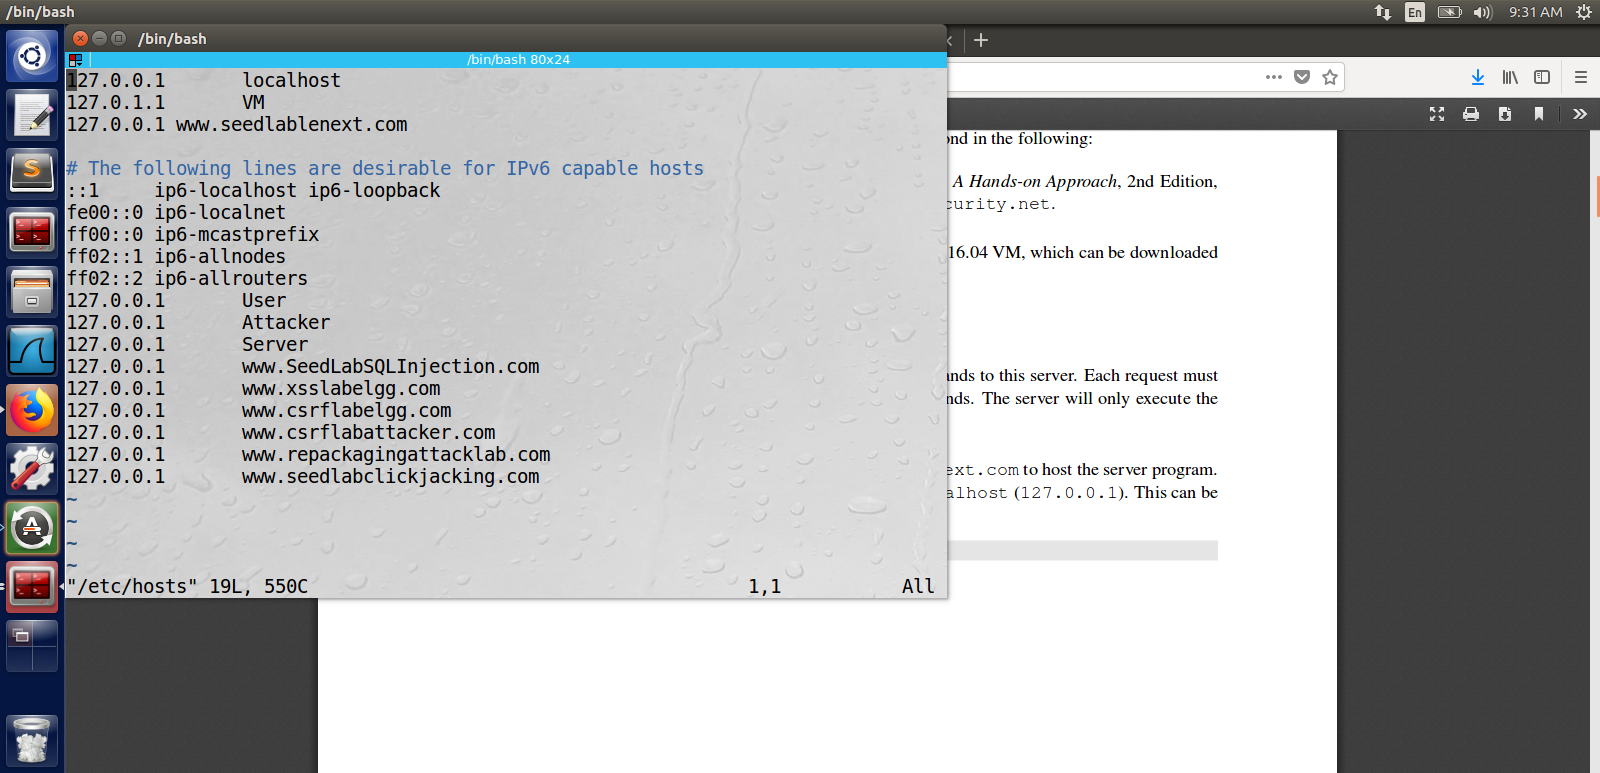 /bin/bash
En
9:31 AM
/bin/bash
/bin/bash 80x24
127.0.0.1       localhost
127.0.1.1       VM
127.0.0.1 www.seedlablenext.com
# The following lines are desirable for IPv6 capable hosts
::1     ip6-localhost ip6-loopback
fe00::0 ip6-localnet
ff00::0 ip6-mcastprefix
ff02::1 ip6-allnodes
ff02::2 ip6-allrouters
127.0.0.1       User
127.0.0.1       Attacker
127.0.0.1       Server
127.0.0.1       www.SeedLabSQLInjection.com
127.0.0.1       www.xsslabelgg.com
127.0.0.1       www.csrflabelgg.com
127.0.0.1       www.csrflabattacker.com
127.0.0.1       www.repackagingattacklab.com
127.0.0.1       www.seedlabclickjacking.com
~
~
~
~
"/etc/hosts" 19L, 550C 1,1 All
ond in the following:
A Hands-on Approach, 2nd Edition,
curity.net.
16.04 VM, which can be downloaded
ands to this server. Each request must
nds. The server will only execute the
ext.com to host the server program.
alhost (127.0.0.1). This can be